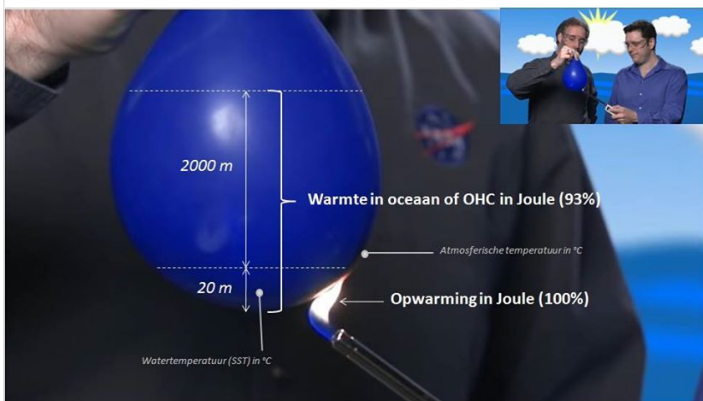 2000 m
Warmte in oceaan of OHC in Joule (93%)
Atmosferische temperatuur in °C
20 m
Opwarming in Joule (100%)
Watertemperatuur (SST) in °C